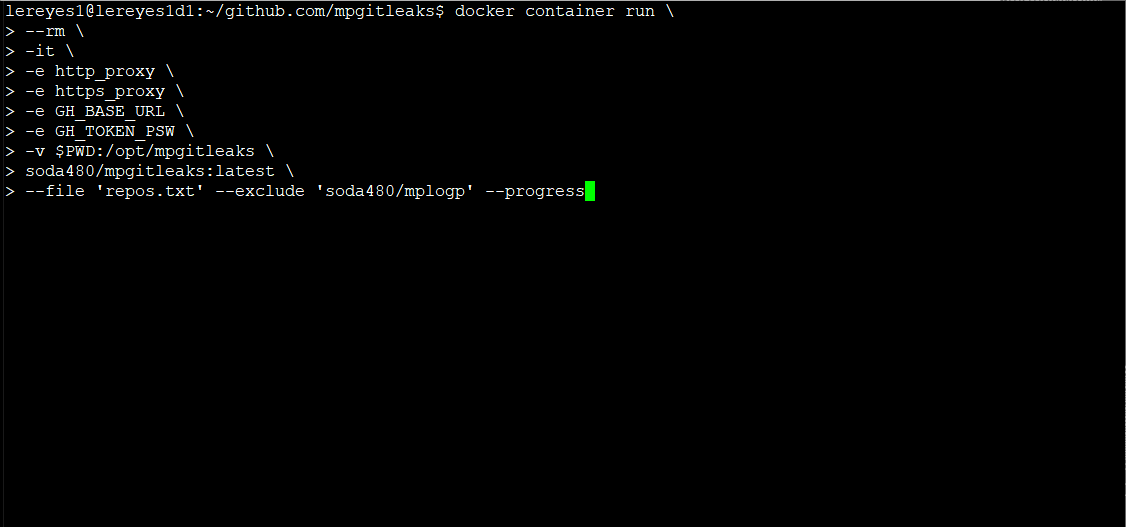 lereyes1@lereyes1d1:~/github.com/mpgitleaks$ docker container run \
> --rm \
> -it \
> -e http_proxy \
> -e https_proxy \
> -e GH_BASE_URL \
> -e GH_TOKEN_PSW \
> -v $PWD:/opt/mpgitleaks \
> soda480/mpgitleaks:latest \
> --file 'repos.txt' --exclude 'soda480/mplogp' --progress